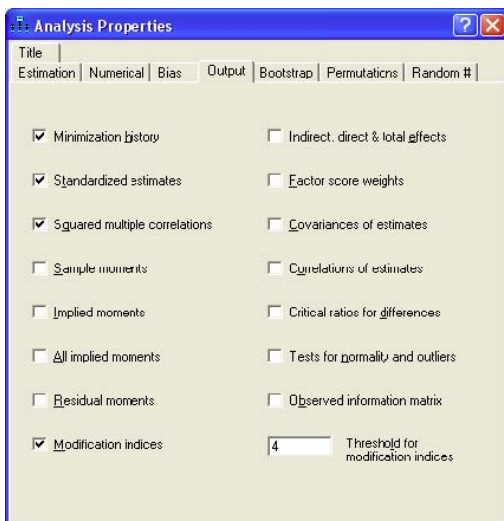 Analysis Properties
Title
Estimation Numerical Bias Output Bootstrap Permutations Random #
Minimization history
Indirect, direct & total effects
Standardized estimates
Factor score weights
Squared multiple correlations
Covariances of estimates
Sample moments
Correlations of estimates
Implied moments
Critical ratios for differences
All implied moments
Tests for normality and outliers
Residual moments
Observed information matrix
Modification indices
4
Threshold for
modification indices